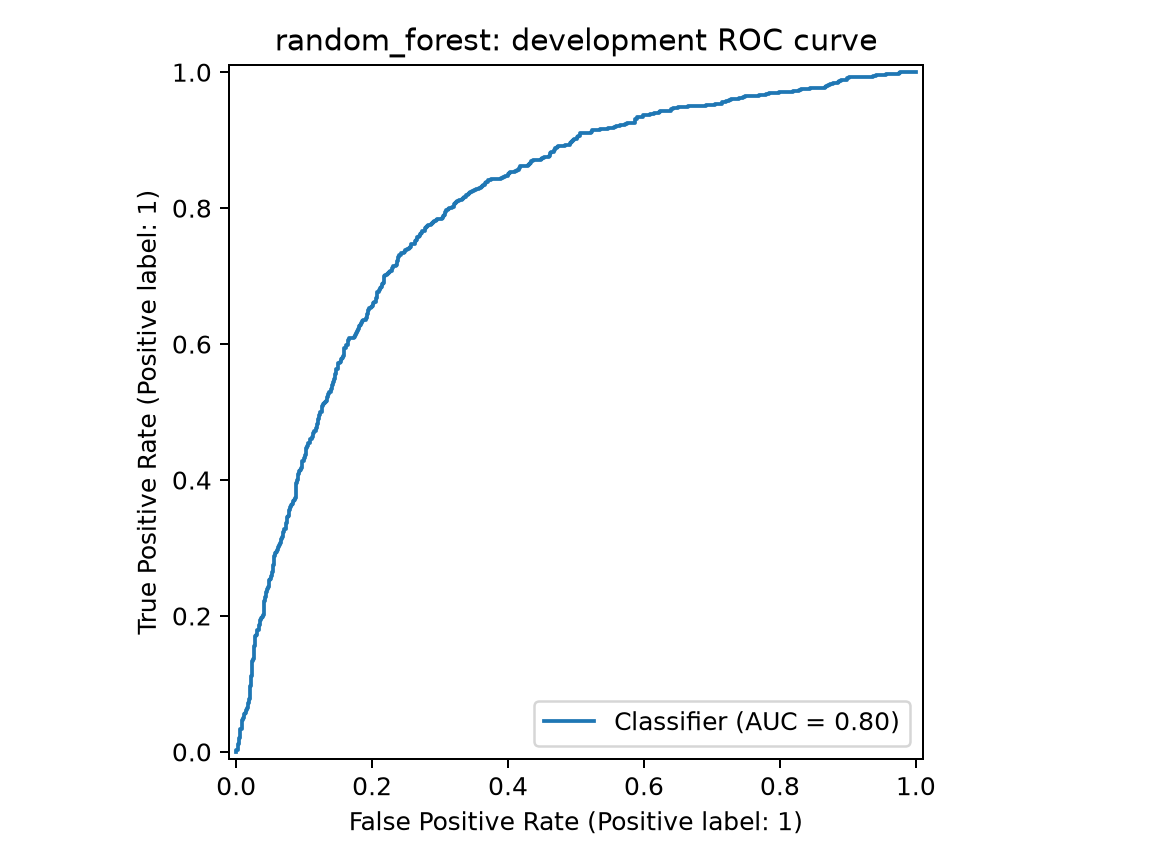 random_forest: development ROC curve
1.0
0.8
0.6
0.4
0.2
0.0
True Positive Rate (Positive label: 1)
Classifier (AUC = 0.80)
0.0 0.2 0.4 0.6 0.8 1.0
False Positive Rate (Positive label: 1)